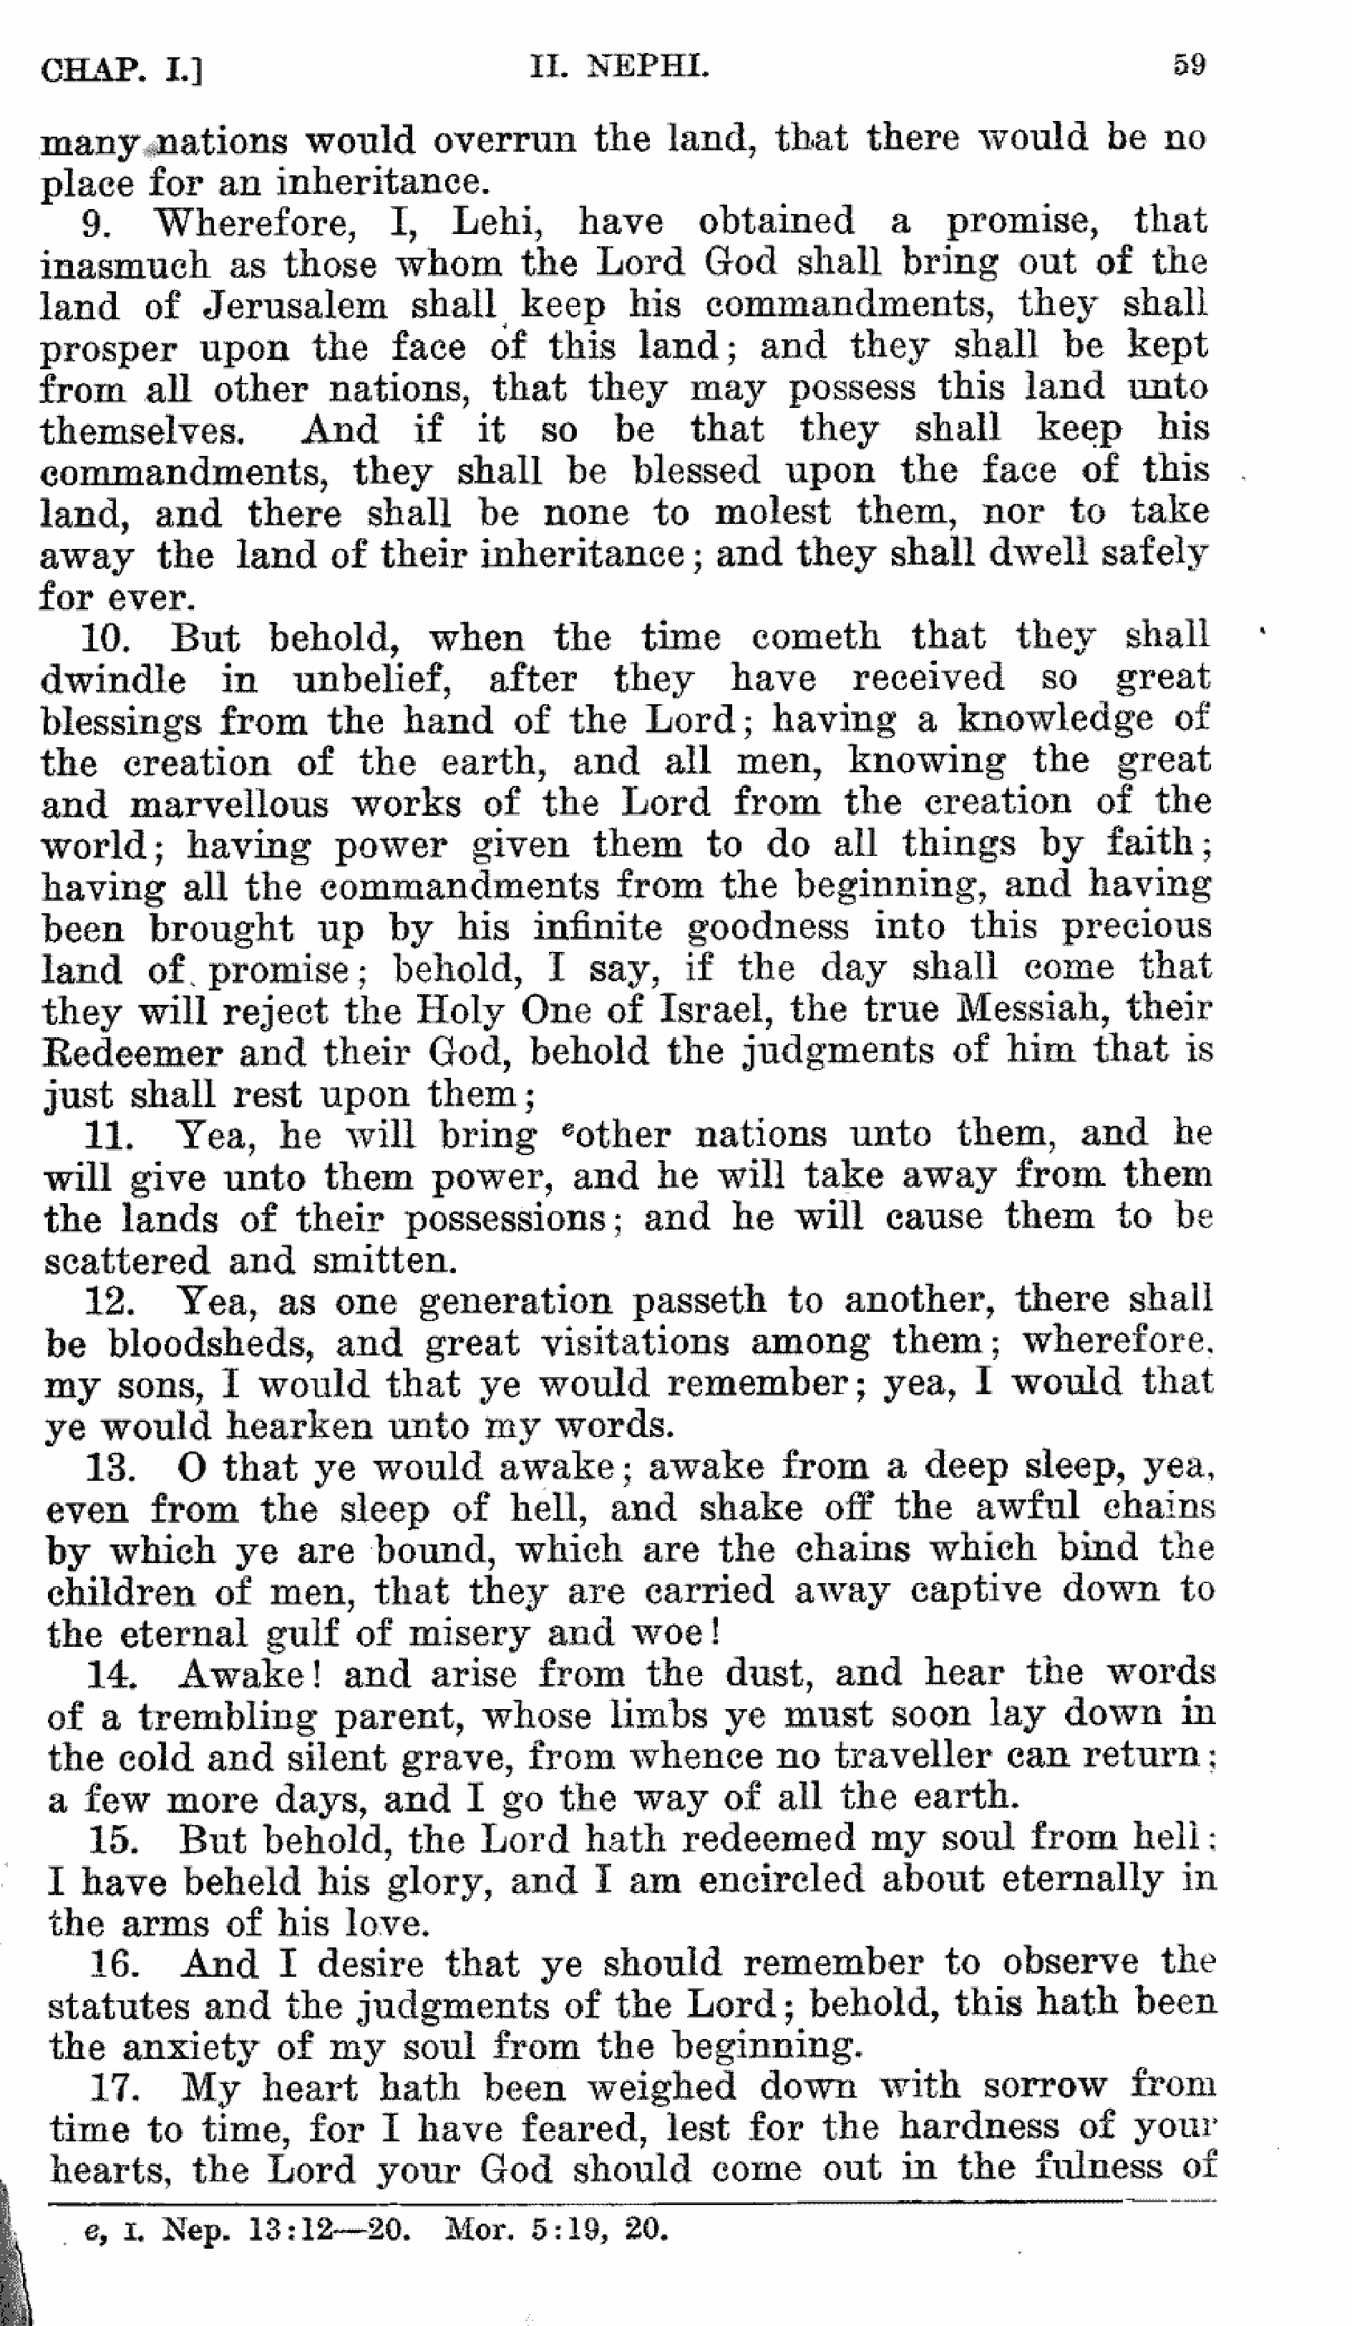 CHAP. I.] II. NEPHI. 59
many nations would overrun the land, that there would be no
place for an inheritance.
9. Wherefore, I, Lehi, have obtained a promise, that
inasmuch as those whom the Lord God shall bring out of the
land of Jerusalem shall keep his commandments, they shall
prosper upon the face of this land; and they shall be kept
from all other nations, that they may possess this land unto
themselves. And if it so be that they shall keep his
commandments, they shall be blessed upon the face of this
land, and there shall be none to molest them, nor to take
away the land of their inheritance; and they shall dwell safely
for ever.
10. But behold, when the time cometh that they shall
dwindle in unbelief, after they have received so great
blessings from the hand of the Lord; having a knowledge of
the creation of the earth, and all men, knowing the great
and marvellous works of the Lord from the creation of the
world; having power given them to do all things by faith;
having all the commandments from the beginning, and having
been brought up by his infinite goodness into this precious
land of promise; behold, I say, if the day shall come that
they will reject the Holy One of Israel, the true Messiah, their
Redeemer and their God, behold the judgments of him that is
just shall rest upon them;
11. Yea, he will bring eother nations unto them, and he
will give unto them power, and he will take away from them
the lands of their possessions; and he will cause them to be
scattered and smitten.
12. Yea, as one generation passeth to another, there shall
be bloodsheds, and great visitations among them; wherefore,
my sons, I would that ye would remember; yea, I would that
ye would hearken unto my words.
13. O that ye would awake; awake from a deep sleep, yea,
even from the sleep of hell, and shake off the awful chains
by which ye are bound, which are the chains which bind the
children of men, that they are carried away captive down to
the eternal gulf of misery and woe!
14. Awake! and arise from the dust, and hear the words
of a trembling parent, whose limbs ye must soon lay down in
the cold and silent grave, from whence no traveller can return;
a few more days, and I go the way of all the earth.
15. But behold, the Lord hath redeemed my soul from hell;
I have beheld his glory, and I am encircled about eternally in
the arms of his love.
16. And I desire that ye should remember to observe the
statutes and the judgments of the Lord; behold, this hath been
the anxiety of my soul from the beginning.
17. My heart hath been weighed down with sorrow from
time to time, for I have feared, lest for the hardness of your
hearts, the Lord your God should come out in the fulness of
e, I. Nep. 13:12—20. Mor. 5:19, 20.